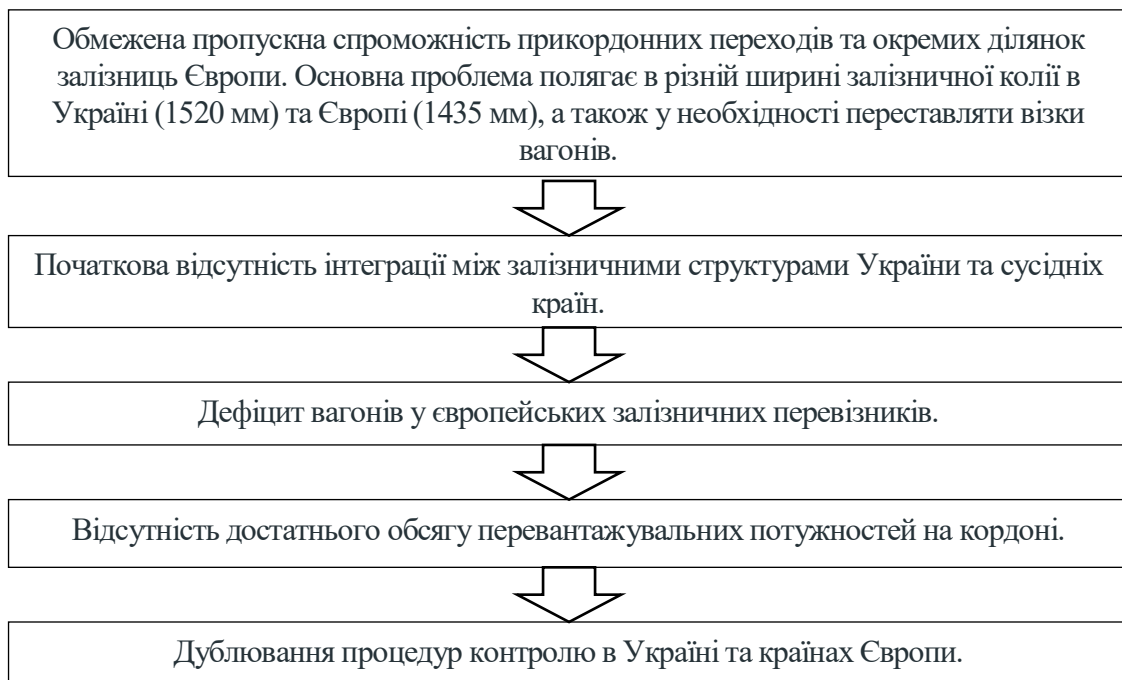 Обмежена пропускна спроможність прикордонних переходів та окремих ділянок
залізниць Європи. Основна проблема полягає в різній ширині залізничної колії в
Україні (1520 мм) та Європі (1435 мм), а також у необхідності переставляти візки
вагонів.
Початкова відсутність інтеграції між залізничними структурами України та сусідніх
країн.
Дефіцит вагонів у європейських залізничних перевізників.
Відсутність достатнього обсягу перевантажувальних потужностей на кордоні.
Дублювання процедур контролю в Україні та країнах Європи.